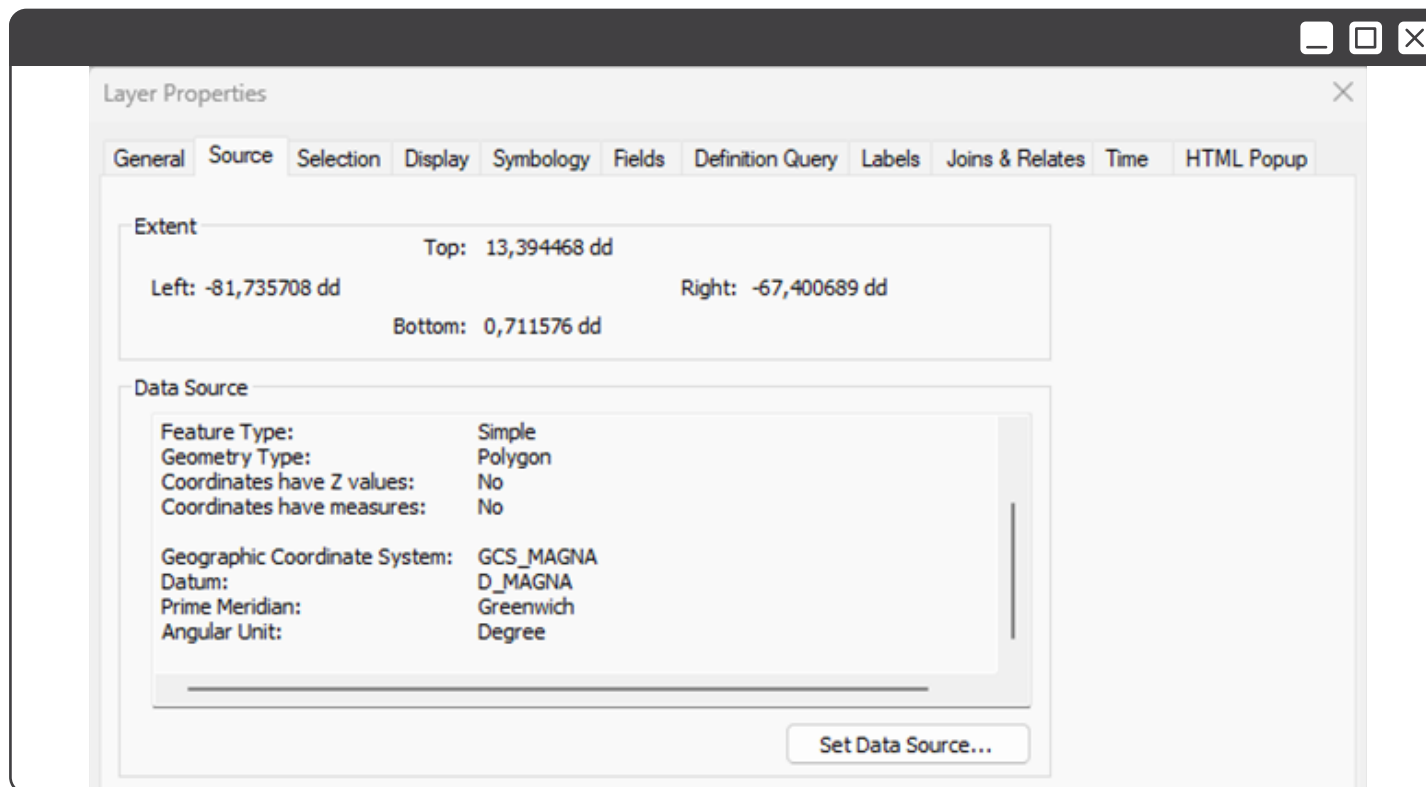 Layer Properties
General Source Selection Display Symbology Fields Definition Query Labels Joins & Relates Time HTML Popup
Extent
Top: 13,394468 dd
Left: -81,735708 dd Right: -67,400689 dd
Bottom: 0,711576 dd
Data Source
Feature Type: Simple
Geometry Type: Polygon
Coordinates have Z values: No
Coordinates have measures: No
Geographic Coordinate System: GCS_MAGNA
Datum: D_MAGNA
Prime Meridian: Greenwich
Angular Unit: Degree
Set Data Source...